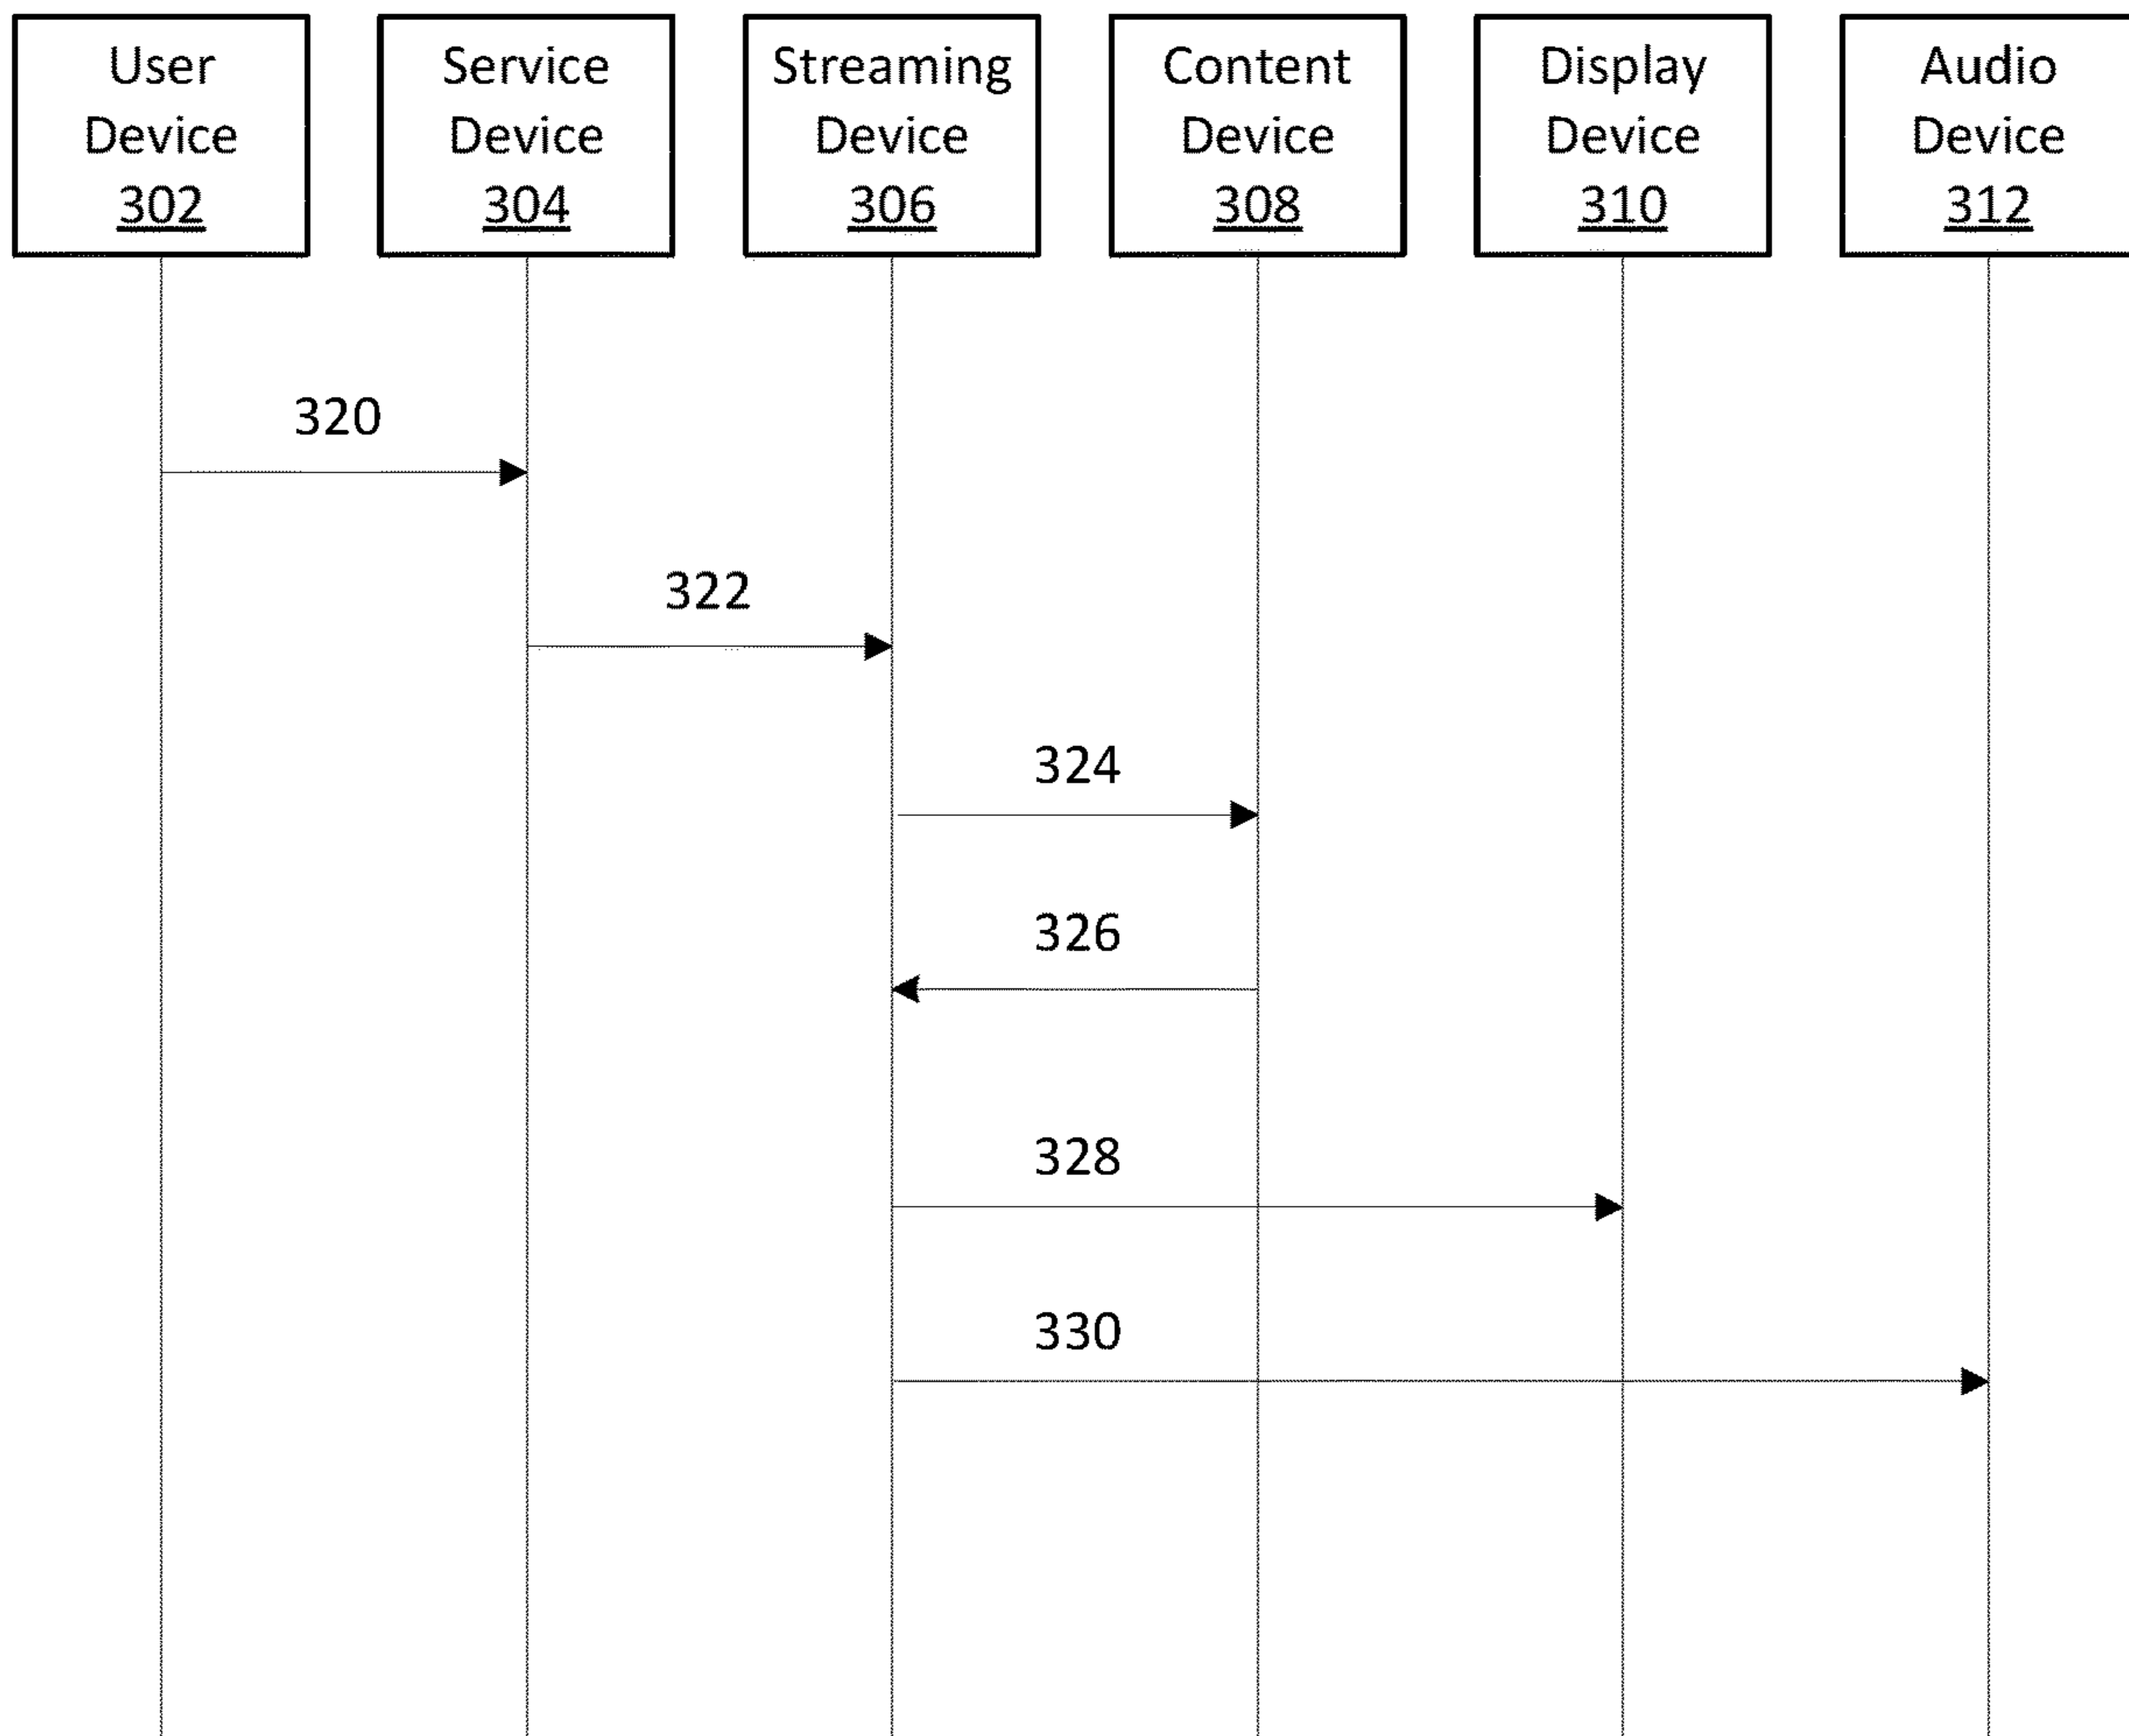 User
Device
302
Service
Device
304
Streaming
Device
306
Content
Device
308
Display
Device
310
Audio
Device
312
320
322
324
326
328
330